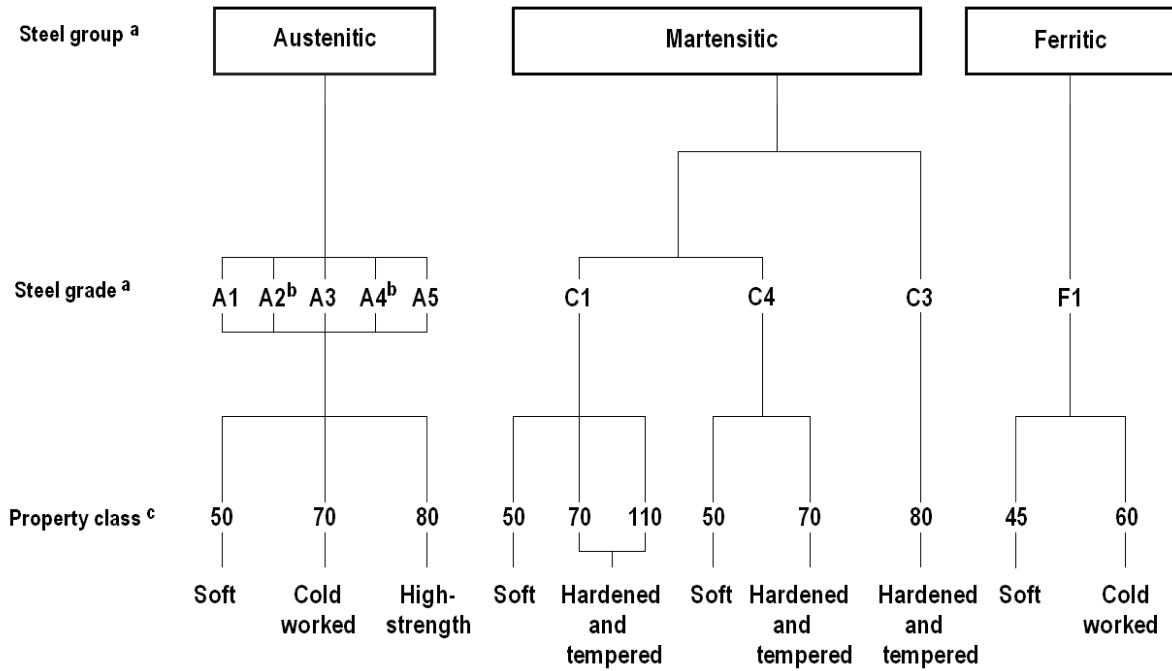 Steel group a Austenitic Martensitic Ferritic
Steel grade a A1 A2b A3 A4b A5 C1 C4 C3 F1
Property class c 50 70 80 50 70 110 50 70 80 45 60
Soft Cold High- Soft Hardened Soft Hardened Hardened Soft Cold
worked strength and and and worked
tempered tempered tempered